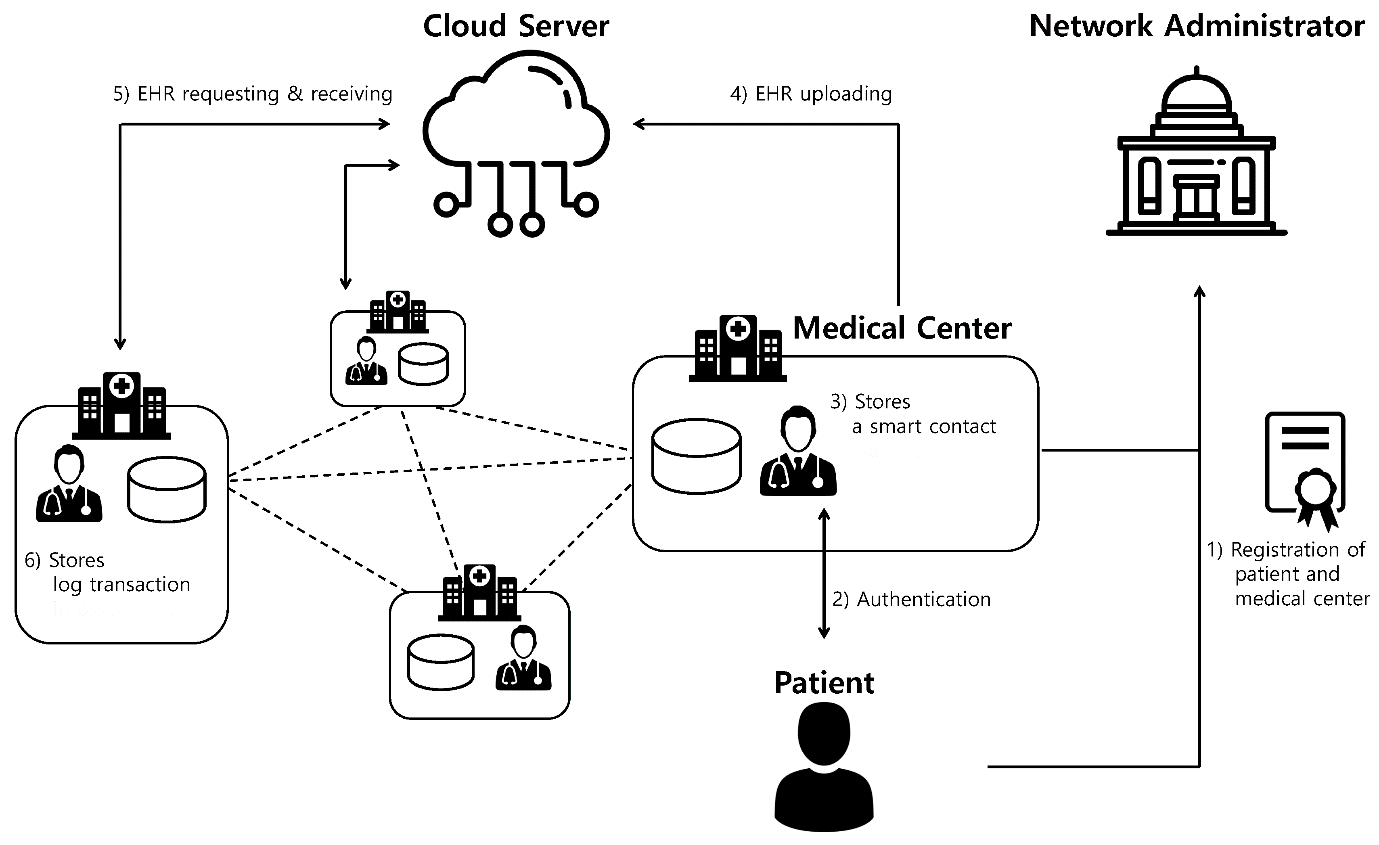 Cloud Server
Network Administrator
5) EHR requesting & receiving
4) EHR uploading
Medical Center
3) Stores
a smart contact
6) Stores
log transaction
1) Registration of
patient and
medical center
2) Authentication
Patient